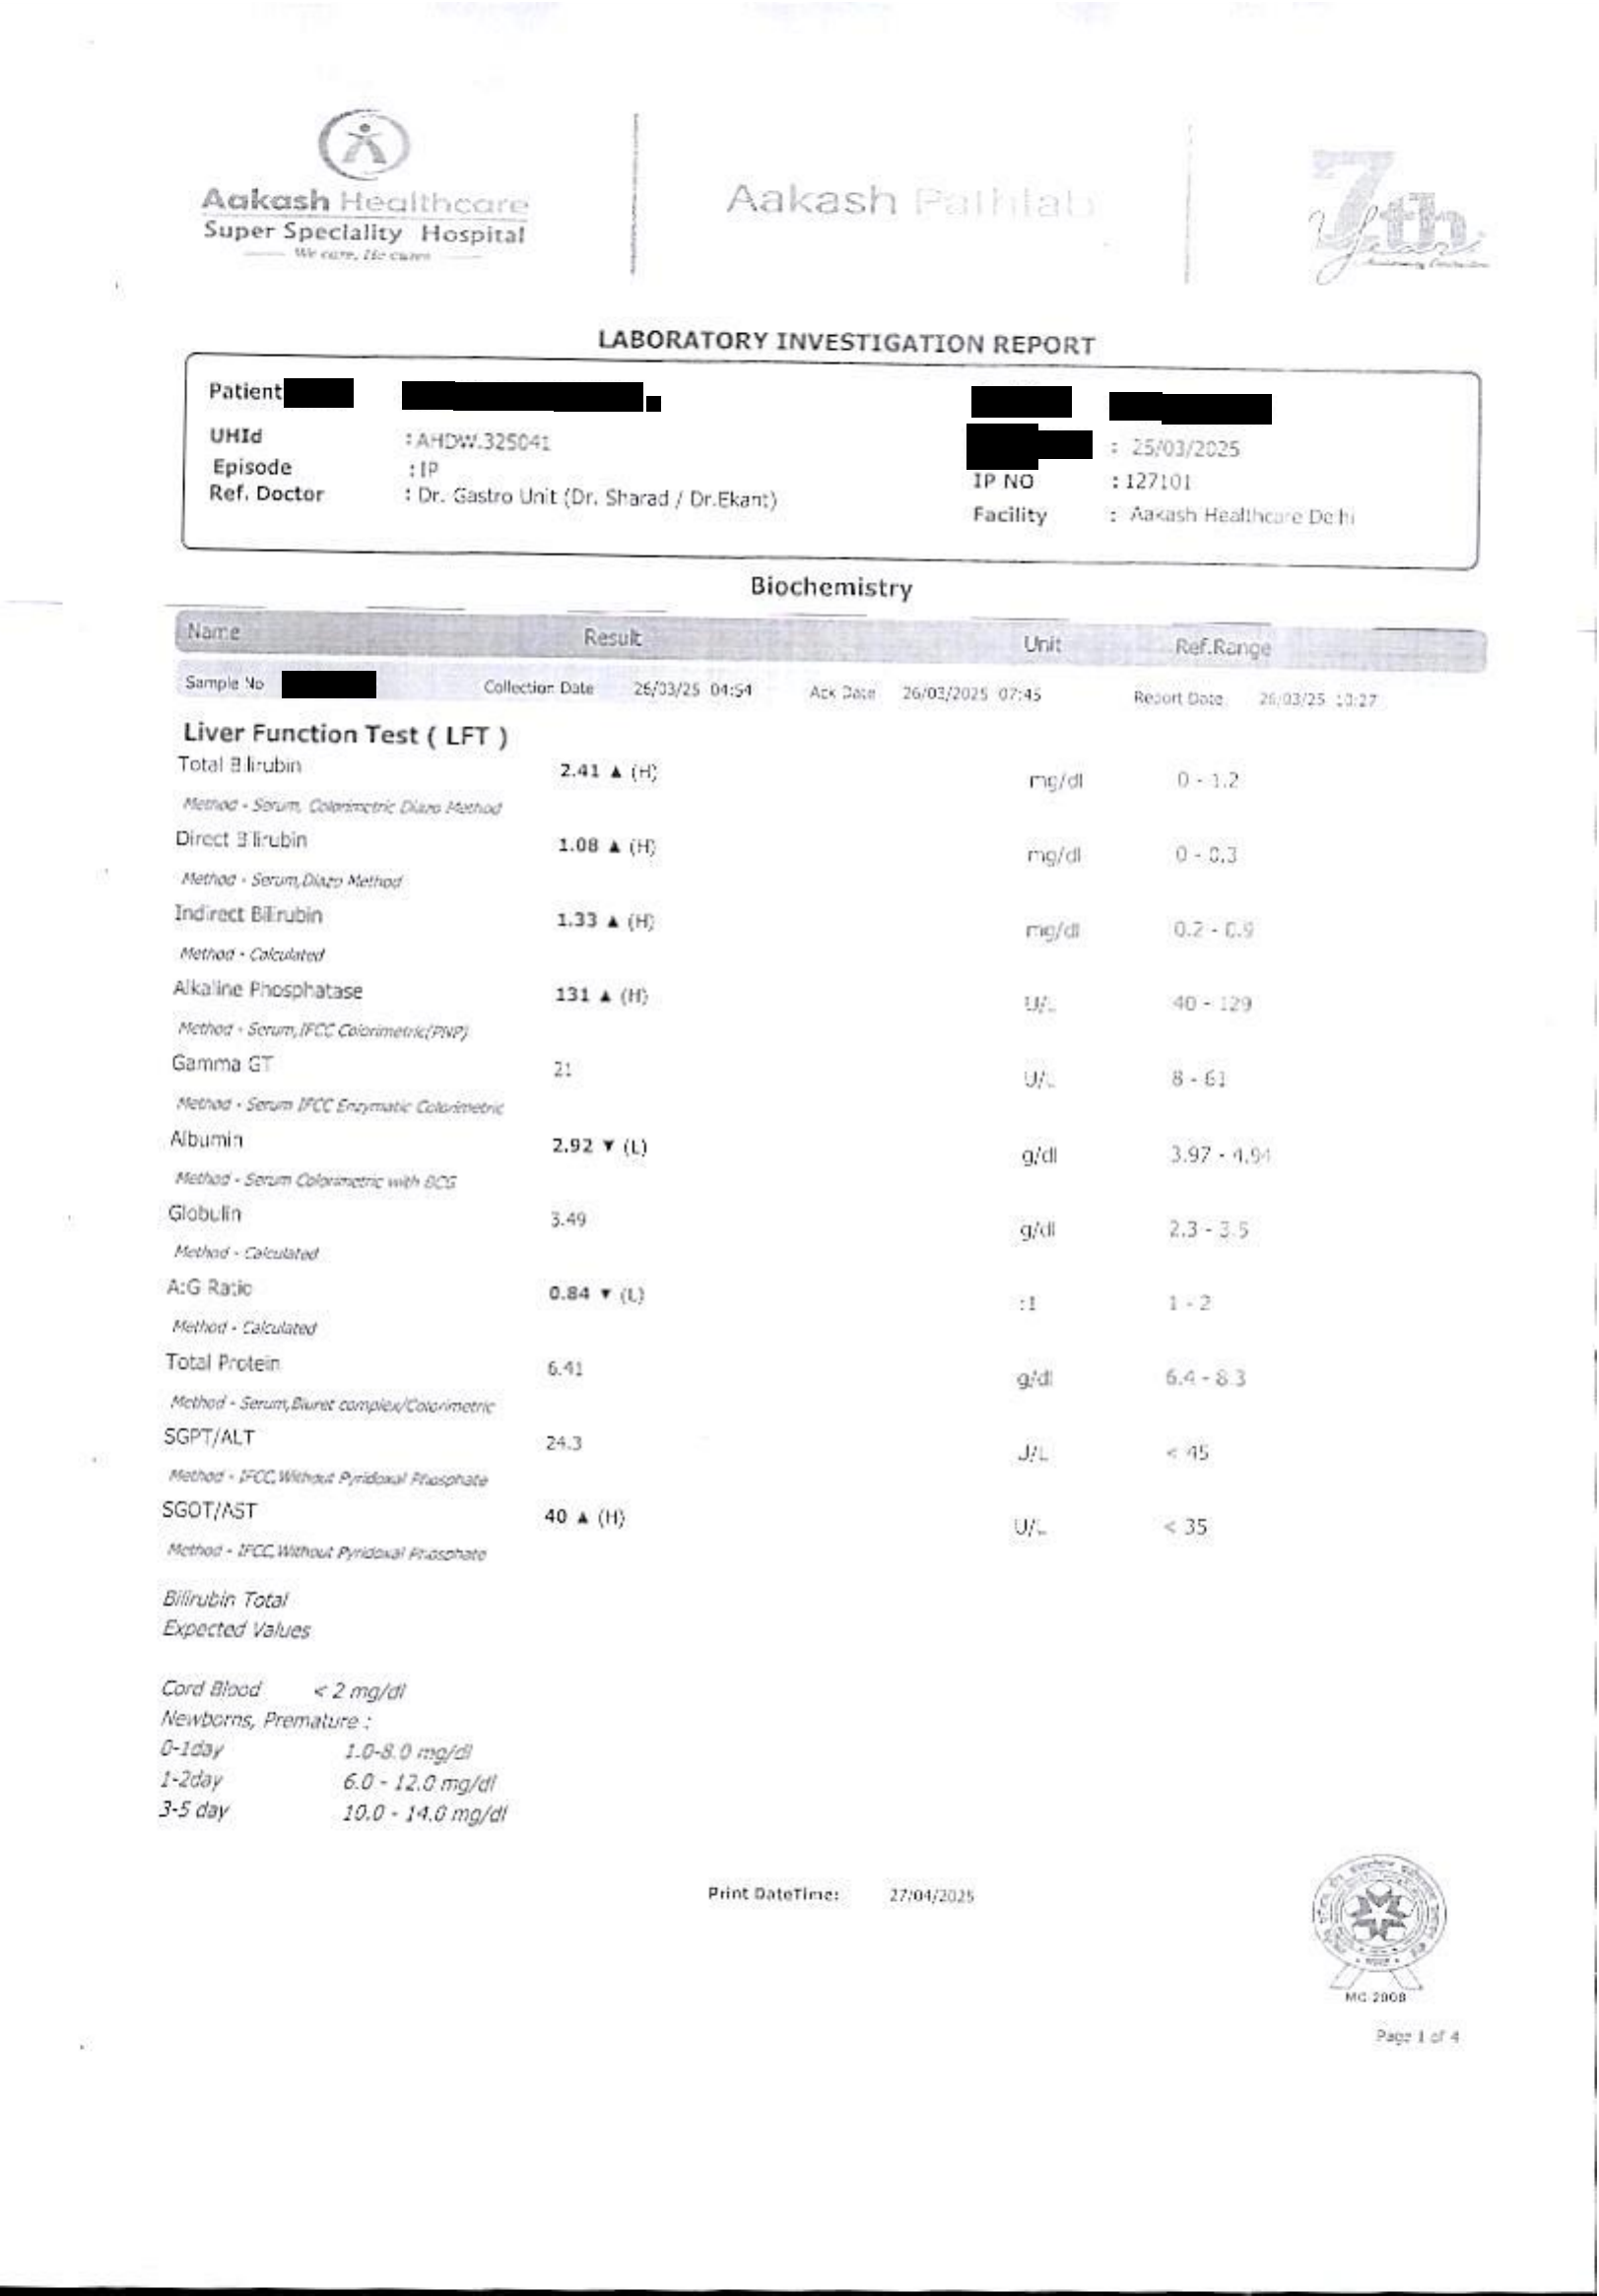 Aakash Healthcare
Super Speciality Hospital
We care, He cures
Aakash Pathlab
7th
Years
LABORATORY INVESTIGATION REPORT
Patient
UHId : AHDW.325041 : 25/03/2025
Episode : IP IP NO : 127101
Ref. Doctor : Dr. Gastro Unit (Dr. Sharad / Dr.Ekant) Facility : Aakash Healthcare Delhi
Biochemistry
Name Result Unit Ref.Range
Sample No Collection Date 26/03/25 04:54 Ack Date 26/03/2025 07:45 Report Date 26/03/25 10:27
Liver Function Test ( LFT )
Total Bilirubin 2.41 ▲ (H) mg/dl 0 - 1.2
Method - Serum, Colorimetric Diazo Method
Direct Bilirubin 1.08 ▲ (H) mg/dl 0 - 0.3
Method - Serum,Diazo Method
Indirect Bilirubin 1.33 ▲ (H) mg/dl 0.2 - 0.9
Method - Calculated
Alkaline Phosphatase 131 ▲ (H) U/L 40 - 129
Method - Serum,IFCC Colorimetric(PNP)
Gamma GT 21 U/L 8 - 61
Method - Serum IFCC Enzymatic Colorimetric
Albumin 2.92 ▼ (L) g/dl 3.97 - 4.94
Method - Serum Colorimetric with BCG
Globulin 3.49 g/dl 2.3 - 3.5
Method - Calculated
A:G Ratio 0.84 ▼ (L) :1 1 - 2
Method - Calculated
Total Protein 6.41 g/dl 6.4 - 8.3
Method - Serum,Biuret complex/Colorimetric
SGPT/ALT 24.3 U/L < 45
Method - IFCC,Without Pyridoxal Phosphate
SGOT/AST 40 ▲ (H) U/L < 35
Method - IFCC,Without Pyridoxal Phosphate
Bilirubin Total
Expected Values
Cord Blood < 2 mg/dl
Newborns, Premature :
0-1day 1.0-8.0 mg/dl
1-2day 6.0 - 12.0 mg/dl
3-5 day 10.0 - 14.0 mg/dl
Print DateTime: 27/04/2025
MC 2908
Page 1 of 4